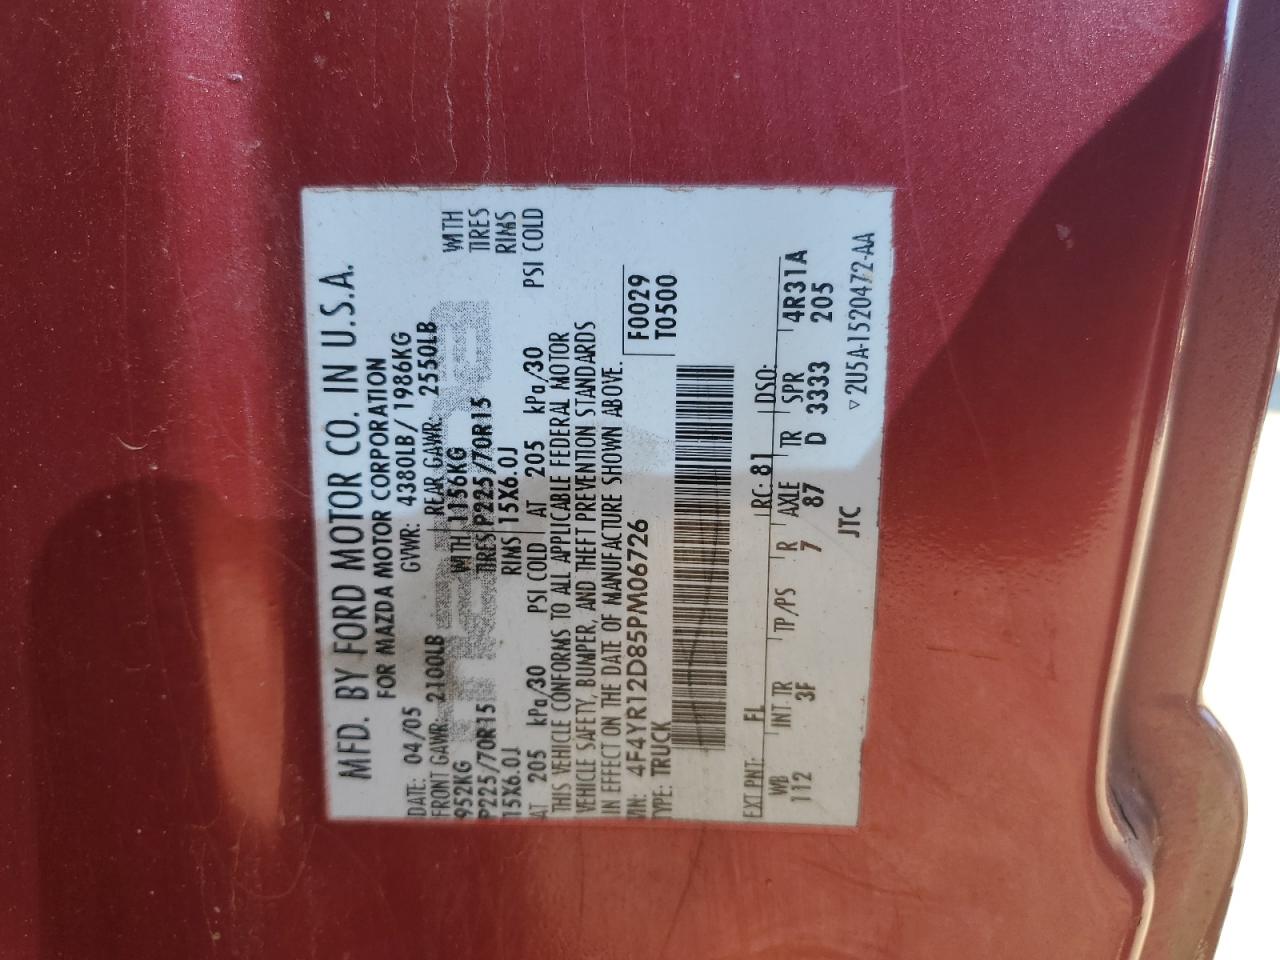 MFD. BY FORD MOTOR CO. IN U.S.A.
FOR MAZDA MOTOR CORPORATION
DATE: 04/05 GVWR: 4380LB/1986KG
FRONT GAWR: 2100LB REAR GAWR: 2550LB
952KG WITH 1156KG WITH
P225/70R15 TIRES P225/70R15 TIRES
15X6.0J RIMS 15X6.0J RIMS
AT 205 kPa/30 PSI COLD AT 205 kPa/30 PSI COLD
THIS VEHICLE CONFORMS TO ALL APPLICABLE FEDERAL MOTOR
VEHICLE SAFETY, BUMPER, AND THEFT PREVENTION STANDARDS
IN EFFECT ON THE DATE OF MANUFACTURE SHOWN ABOVE.
VIN: 4F4YR12D85PM06726 F0029
TYPE: TRUCK T0500
EXT PNT: FL RC: 81 DSO:
WB INT TR TP/PS R AXLE TR SPR 4R31A
112 3F 7 87 D 3333 205
JTC ▽2U5A-1520472-AA